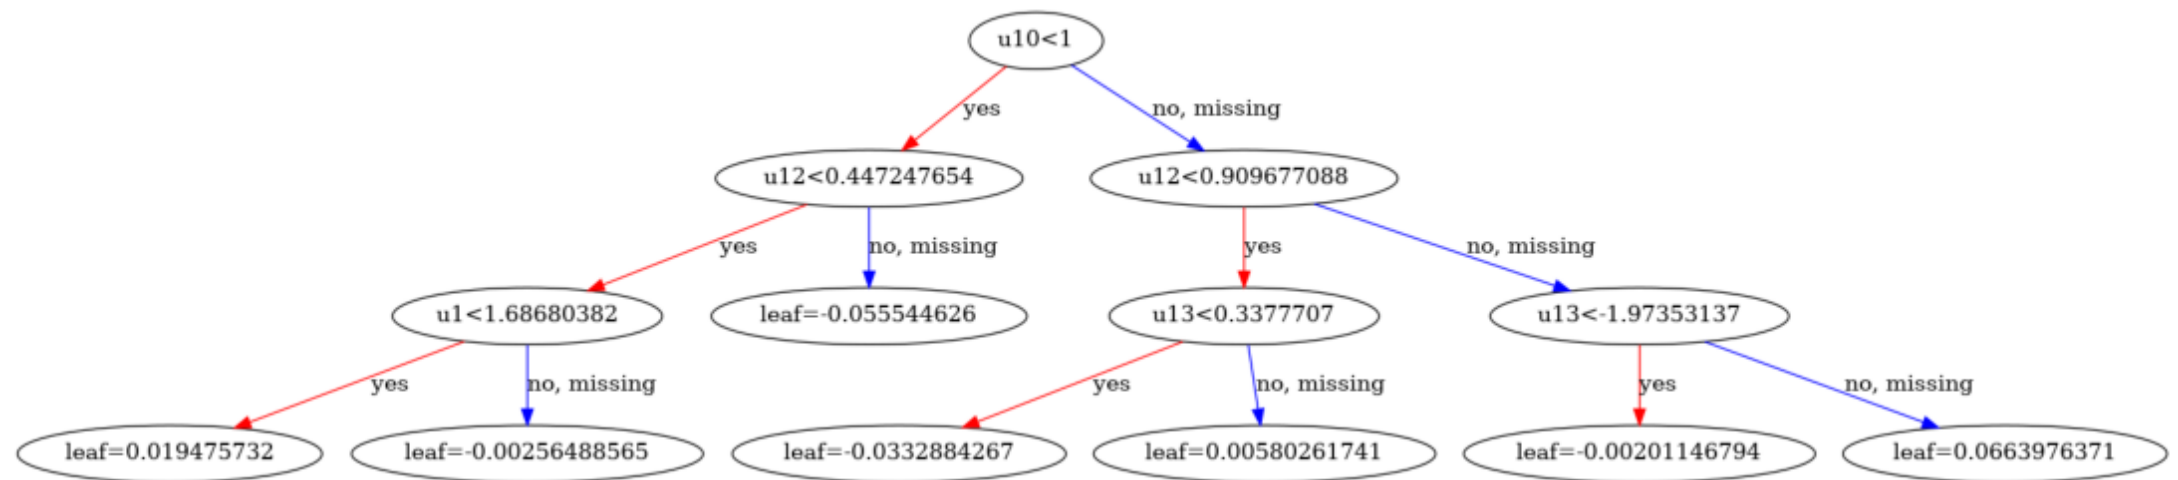 u10<1
yes
no, missing
u12<0.447247654
u12<0.909677088
yes
no, missing
yes
no, missing
u1<1.68680382
leaf=-0.055544626
u13<0.3377707
u13<-1.97353137
yes
no, missing
yes
no, missing
yes
no, missing
leaf=0.019475732
leaf=-0.00256488565
leaf=-0.0332884267
leaf=0.00580261741
leaf=-0.00201146794
leaf=0.0663976371